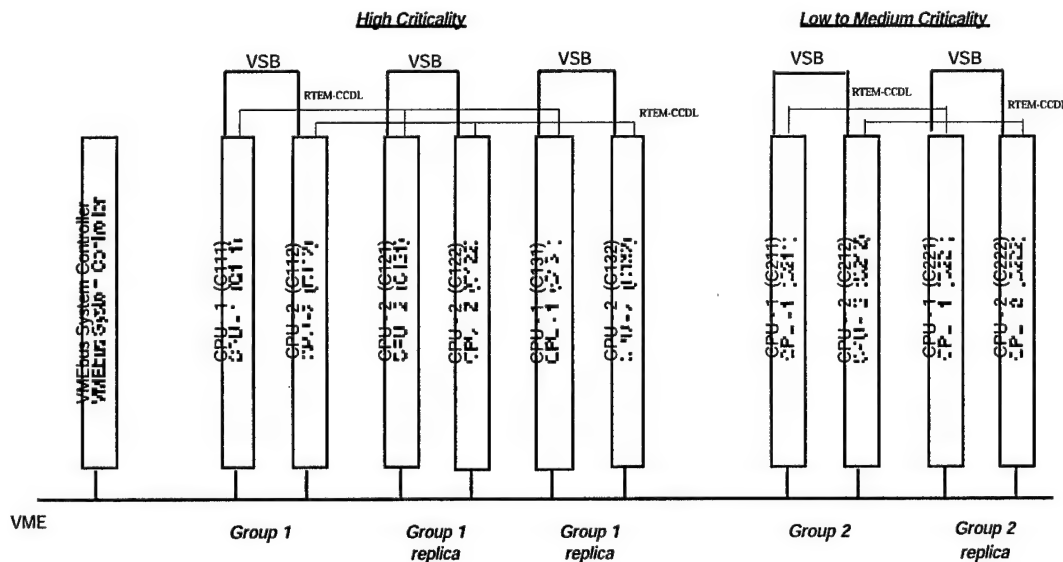 High Criticality
Low to Medium Criticality
VSB
VSB
VSB
VSB
VSB
RTEM-CCDL
RTEM-CCDL
RTEM-CCDL
RTEM-CCDL
VMEbus System Controller
CPU - 1 (C111)
CPU - 2 (C112)
CPU - 2 (C121)
CPU - 2 (C122)
CPU - 1 (C131)
CPU - 2 (C132)
CPU - 1 (C211)
CPU - 2 (C212)
CPU - 1 (C221)
CPU - 2 (C222)
VME
Group 1
Group 1
replica
Group 1
replica
Group 2
Group 2
replica